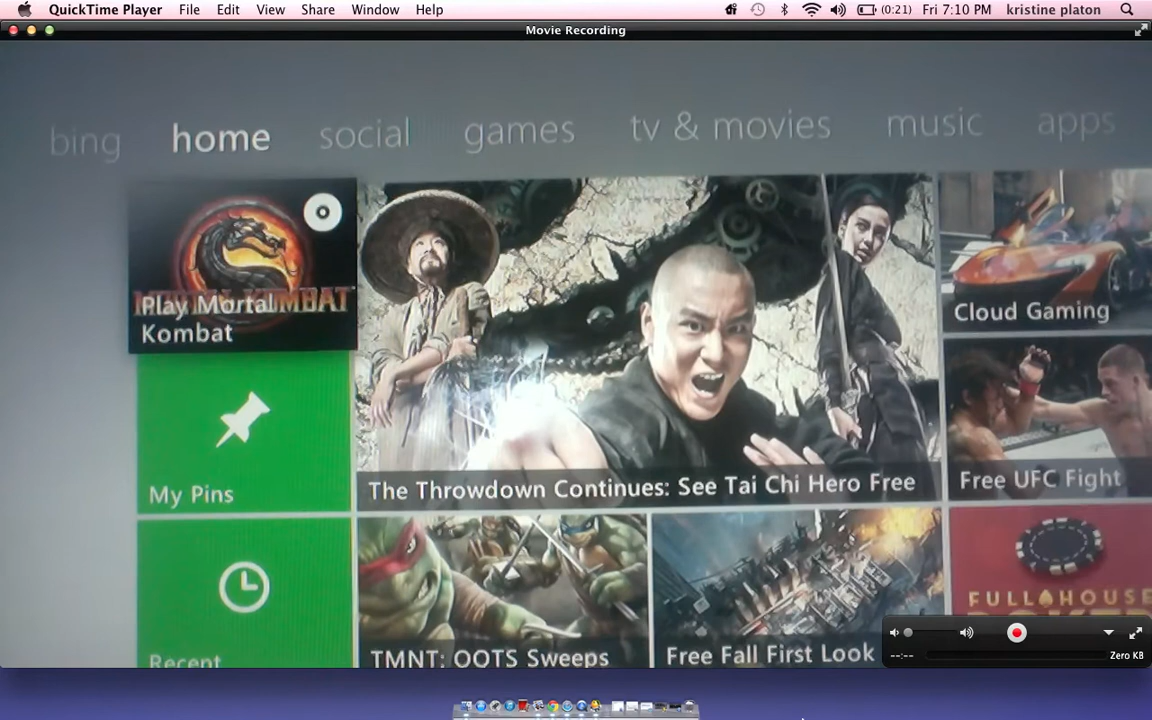 QuickTime Player File Edit View Share Window Help (0:21) Fri 7:10 PM kristine platon
Movie Recording
bing home social games tv & movies music apps
MORTAL KOMBAT
Play Mortal
Kombat
Cloud Gaming
My Pins
The Throwdown Continues: See Tai Chi Hero Free
Free UFC Fight
FULL HOUSE
Recent
TMNT: OOTS Sweeps
Free Fall First Look
--:--
Zero KB